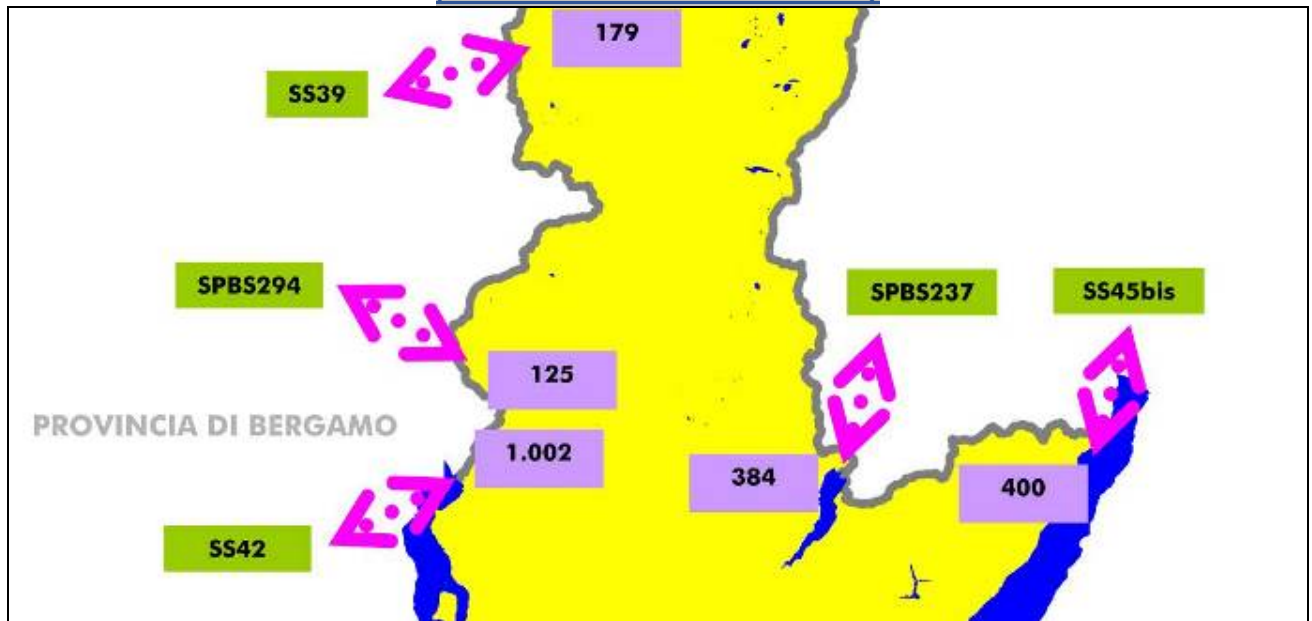 179
SS39
SPBS294
SPBS237
SS45bis
125
PROVINCIA DI BERGAMO
1.002
384
400
SS42